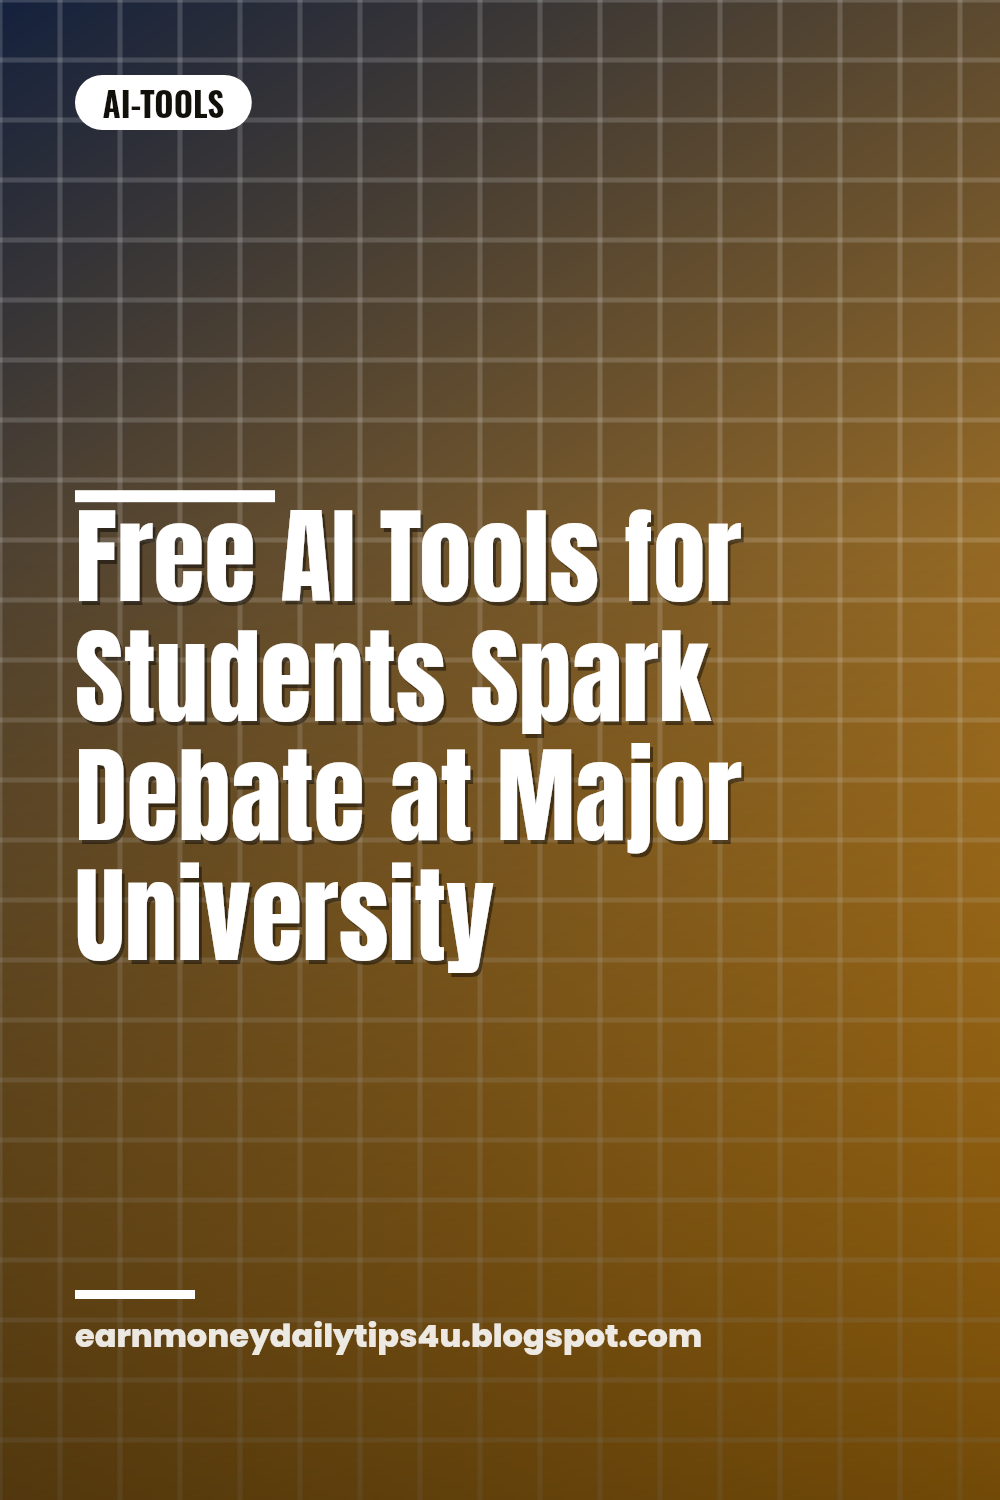 AI-TOOLS
Free AI Tools for
Students Spark
Debate at Major
University
earnmoneydailytips4u.blogspot.com